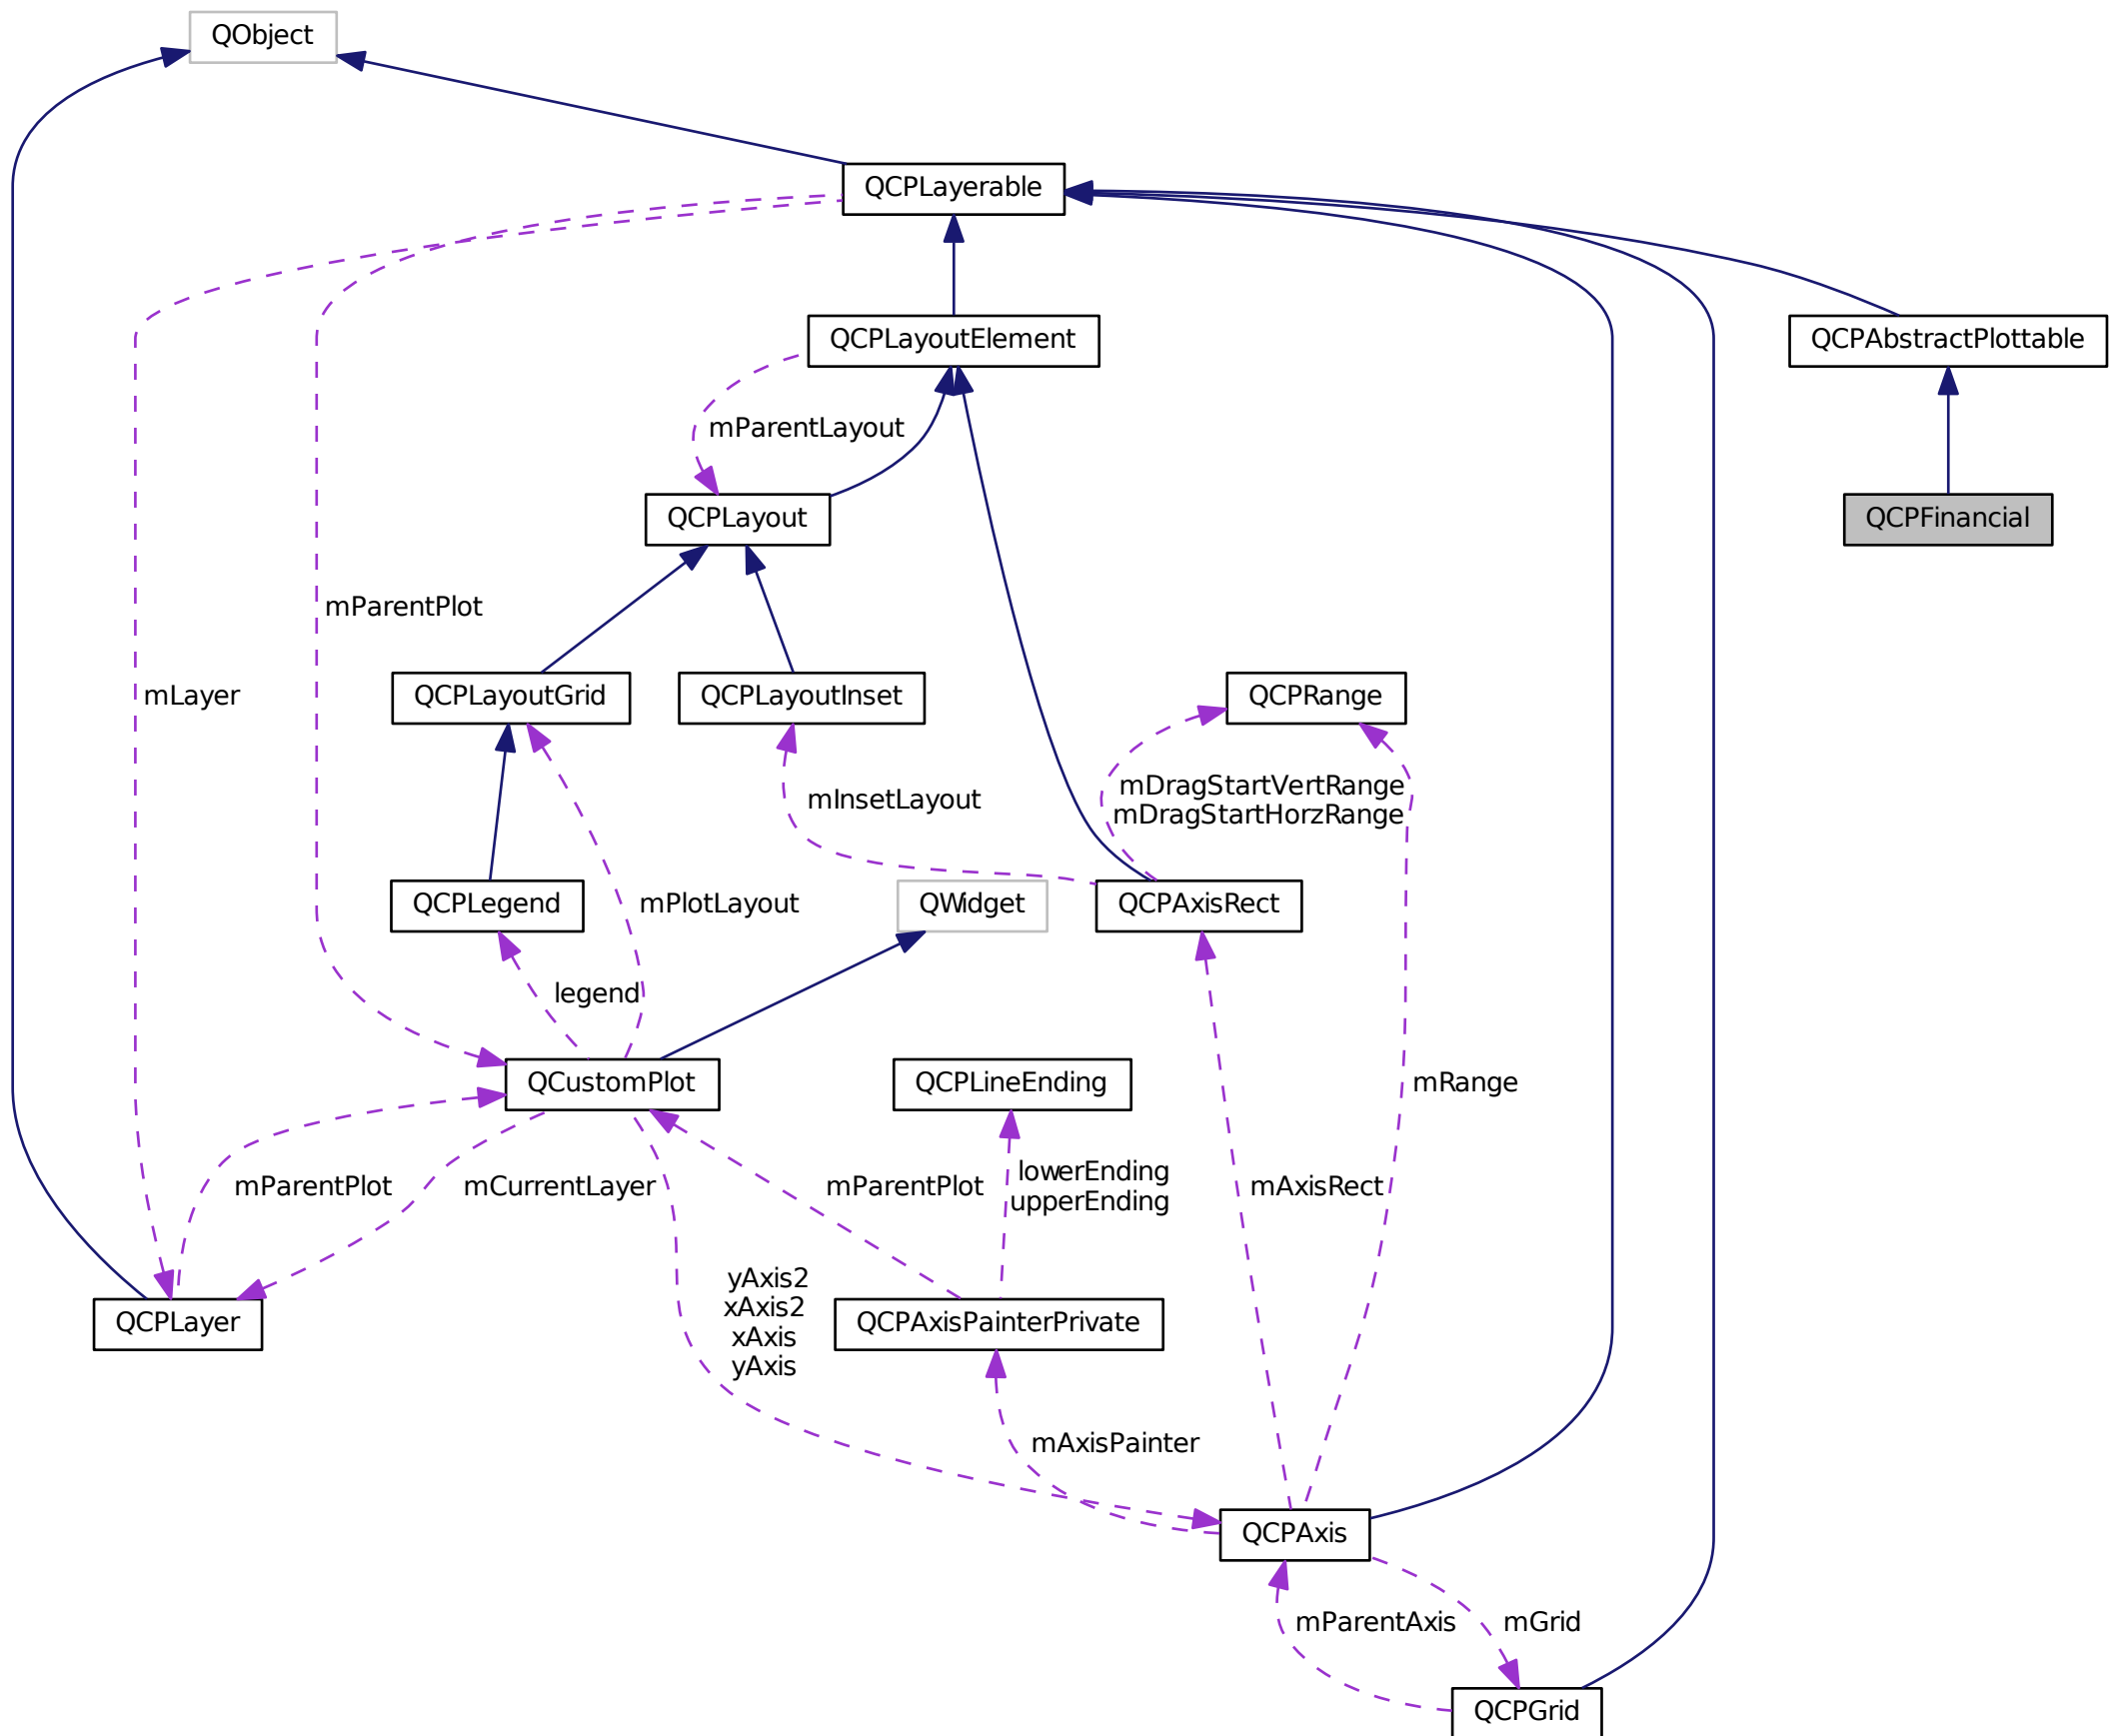 QObject
QCPLayerable
QCPLayoutElement
QCPAbstractPlottable
mParentLayout
QCPLayout
QCPFinancial
mParentPlot
mLayer
QCPLayoutGrid
QCPLayoutInset
QCPRange
mDragStartVertRange
mDragStartHorzRange
mInsetLayout
QCPLegend
mPlotLayout
QWidget
QCPAxisRect
legend
QCustomPlot
QCPLineEnding
mRange
mParentPlot
mCurrentLayer
mParentPlot
lowerEnding
upperEnding
mAxisRect
yAxis2
xAxis2
xAxis
yAxis
QCPLayer
QCPAxisPainterPrivate
mAxisPainter
QCPAxis
mParentAxis
mGrid
QCPGrid